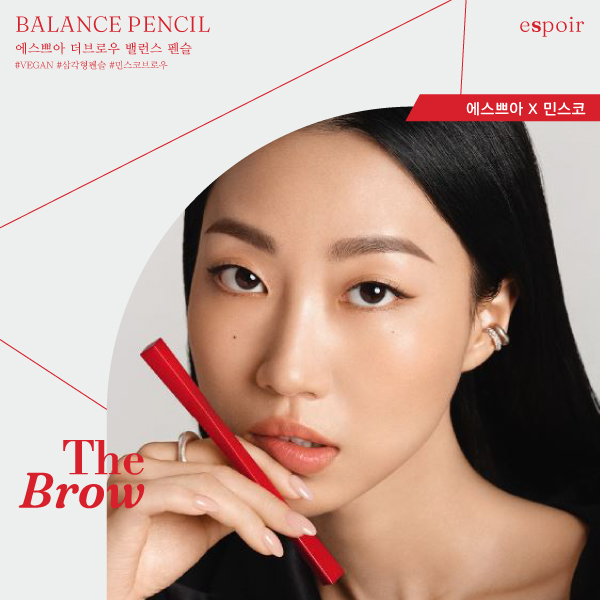 BALANCE PENCIL
에스쁘아 더브로우 밸런스 펜슬
#VEGAN #삼각형펜슬 #민스코브로우
espoir
에스쁘아 X 민스코
The
Brow